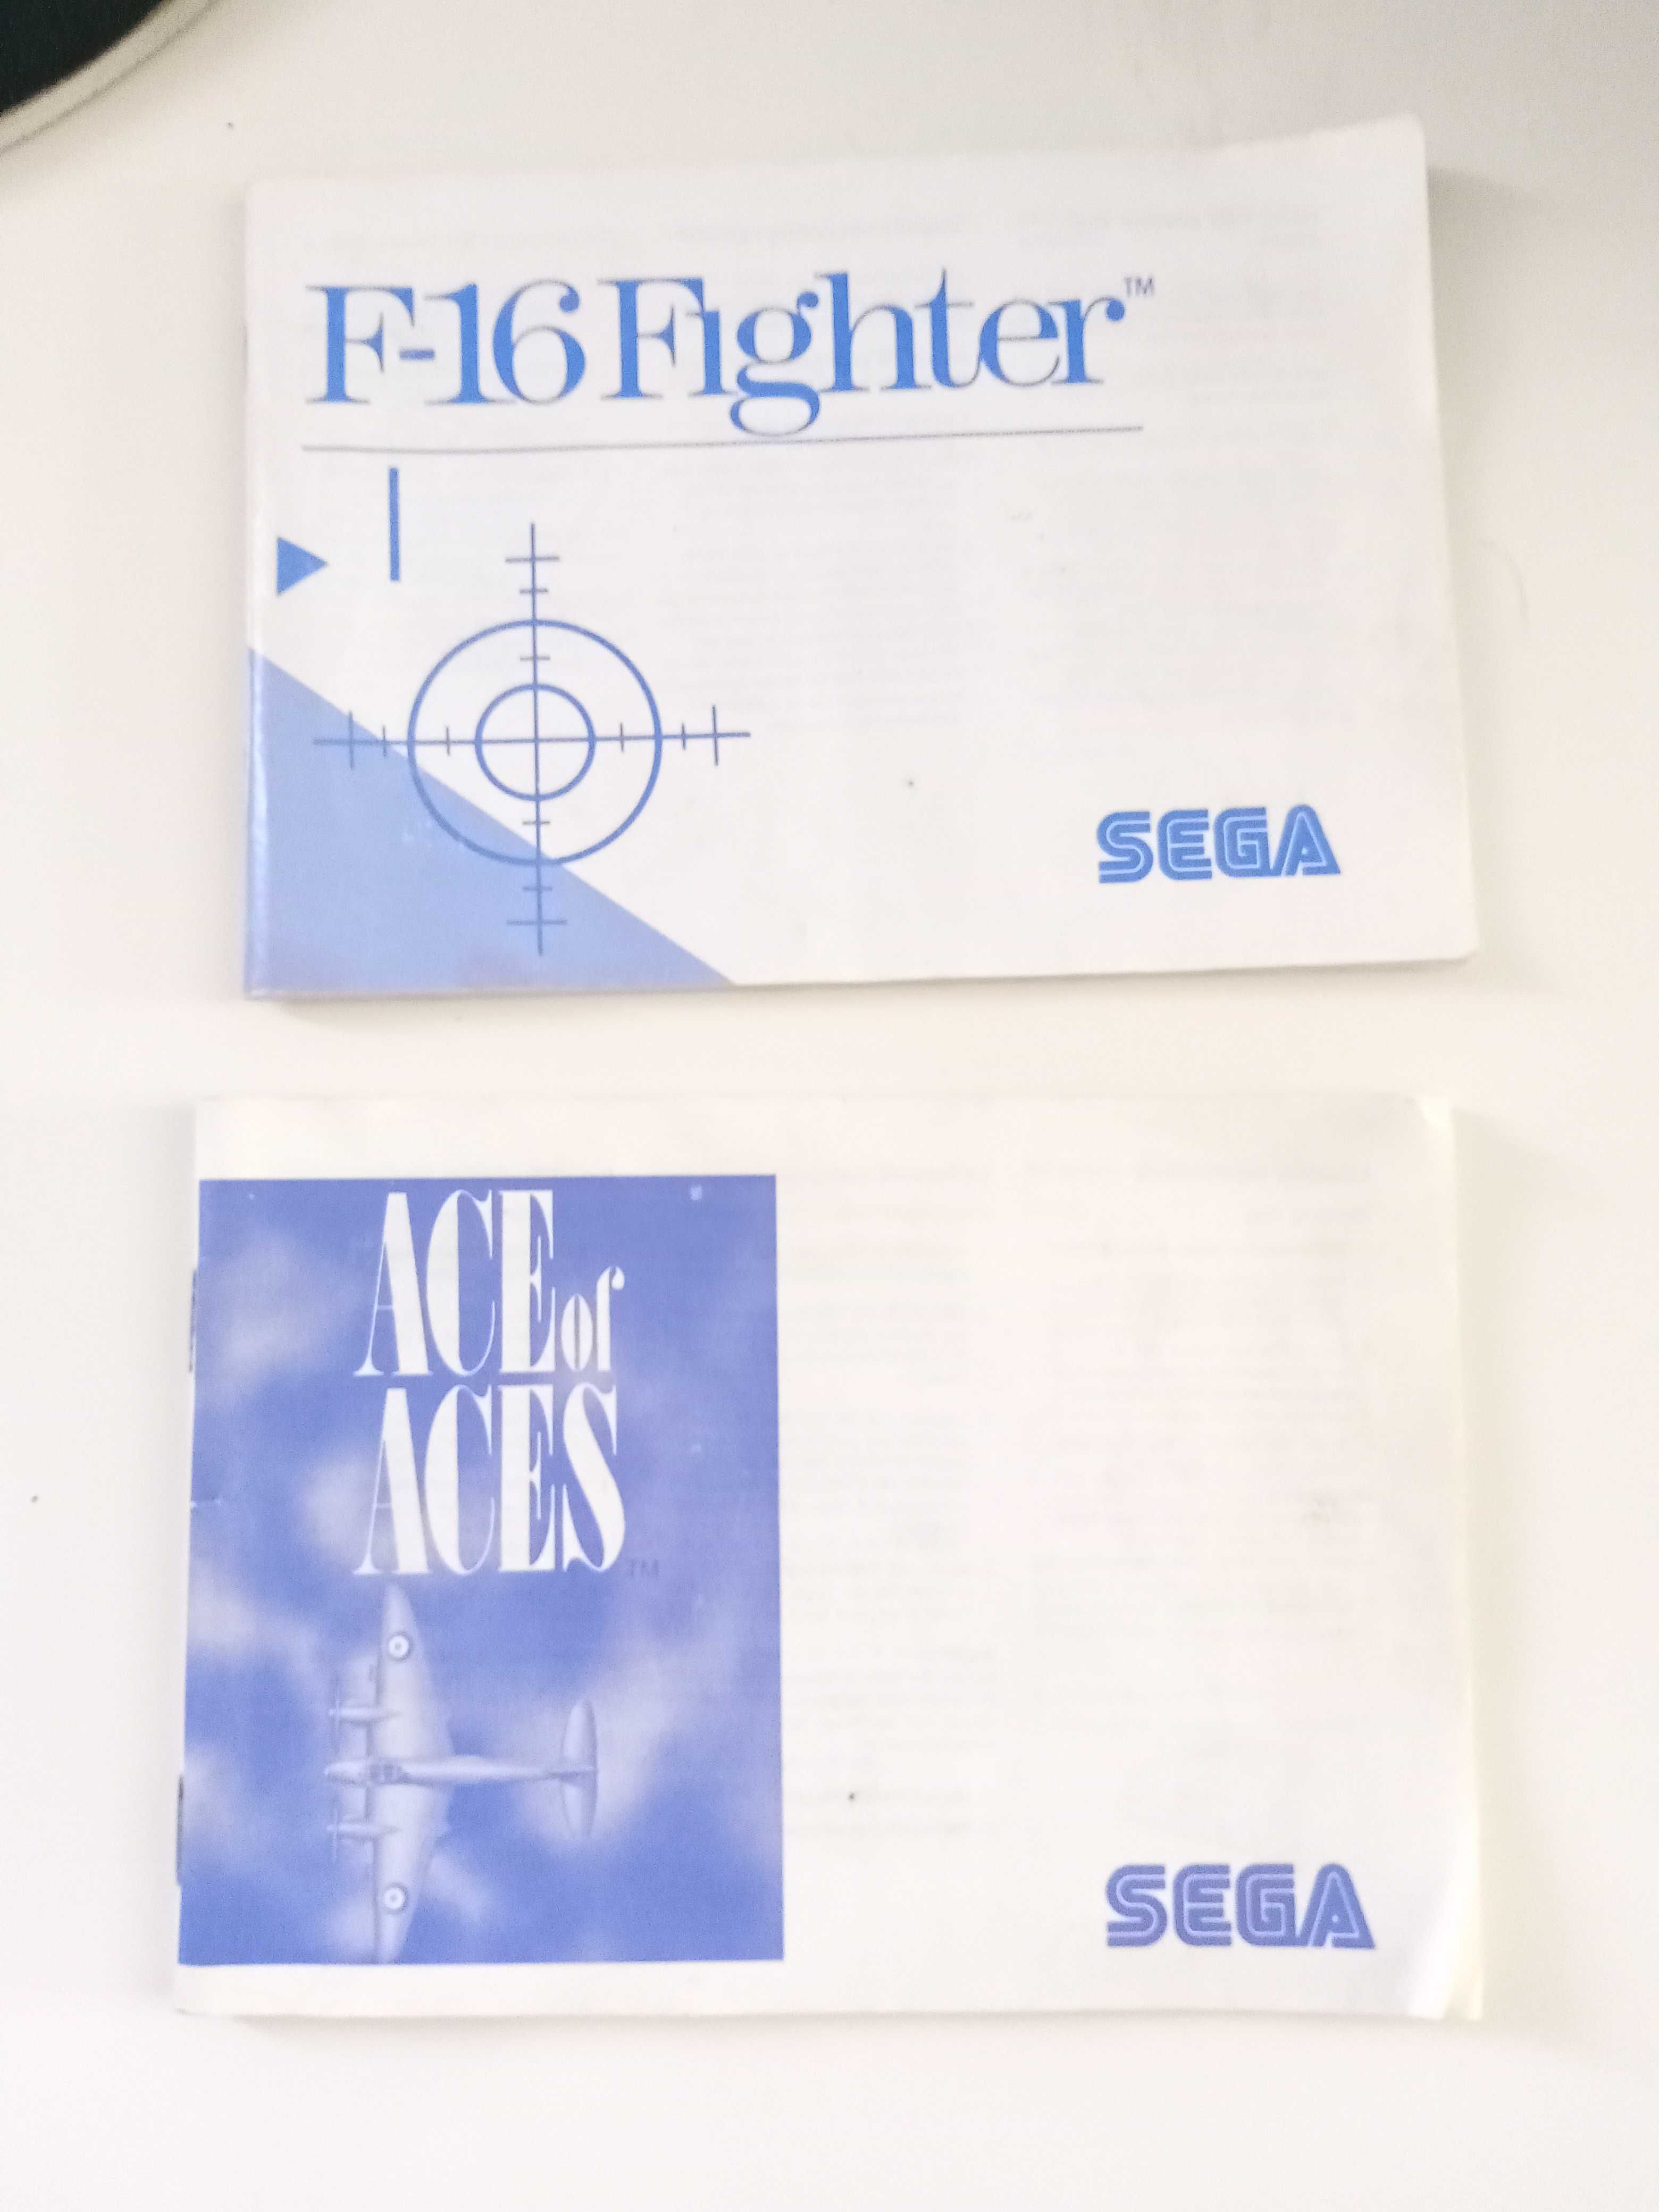 F-16 Fighter™
SEGA
ACE of
ACES™
SEGA